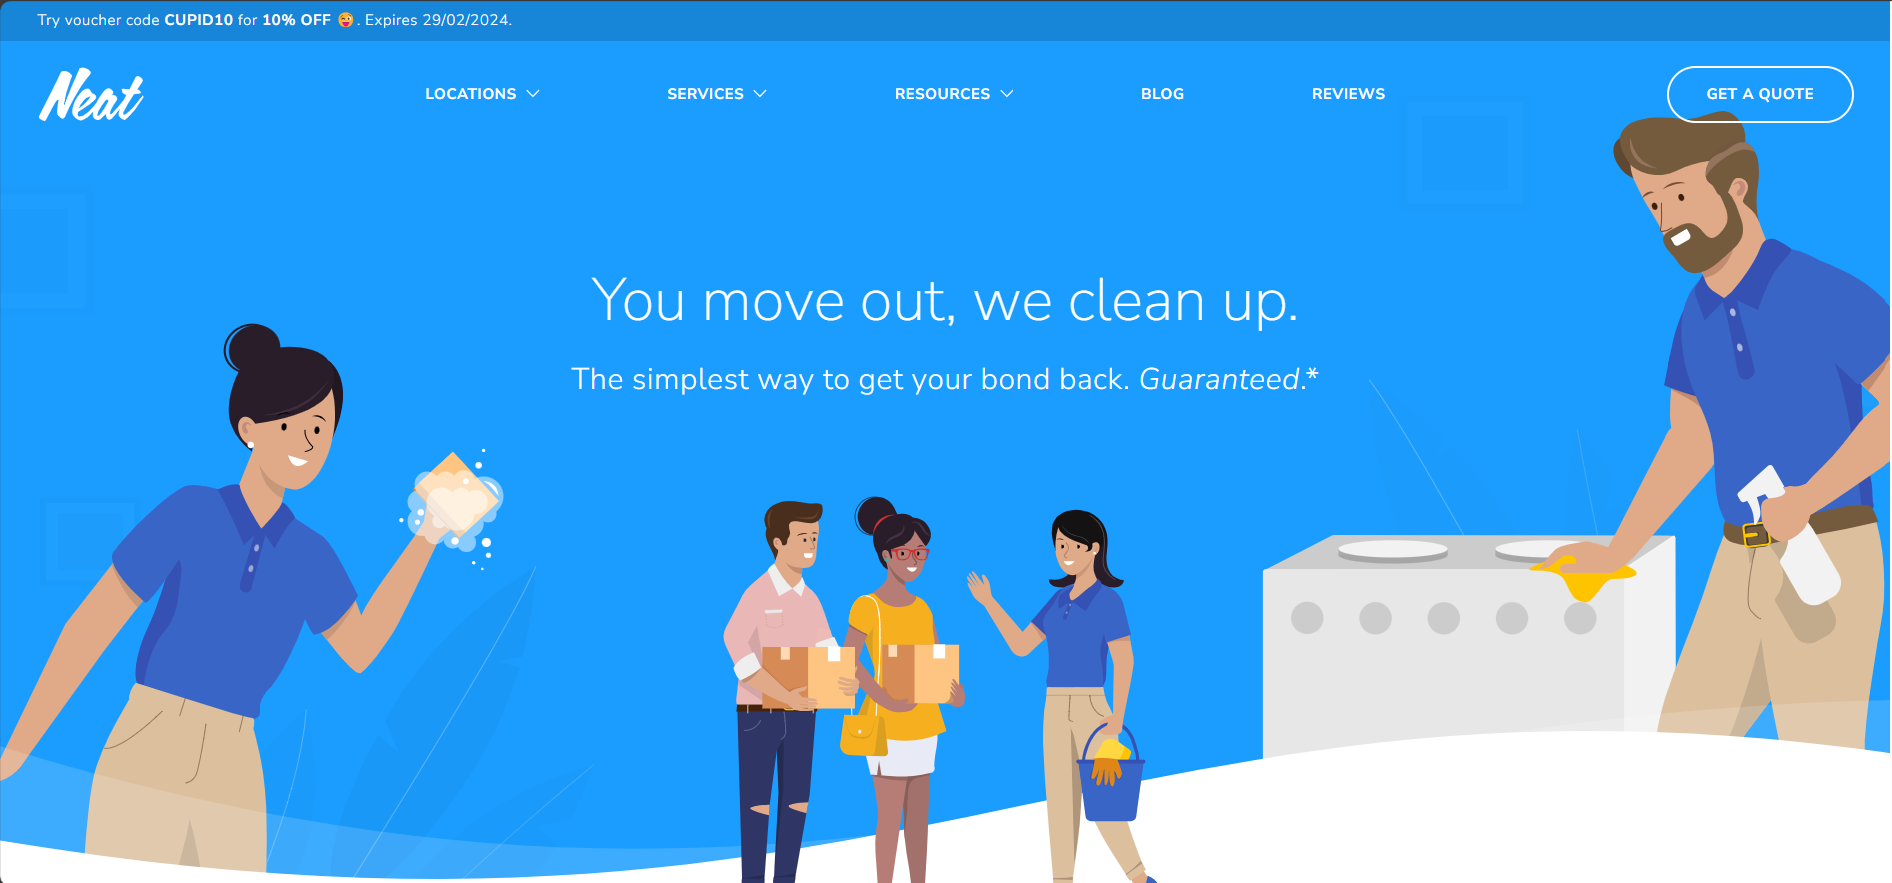 Try voucher code CUPID10 for 10% OFF 😜. Expires 29/02/2024.
Neat
LOCATIONS
SERVICES
RESOURCES
BLOG
REVIEWS
GET A QUOTE
You move out, we clean up.
The simplest way to get your bond back. Guaranteed.*